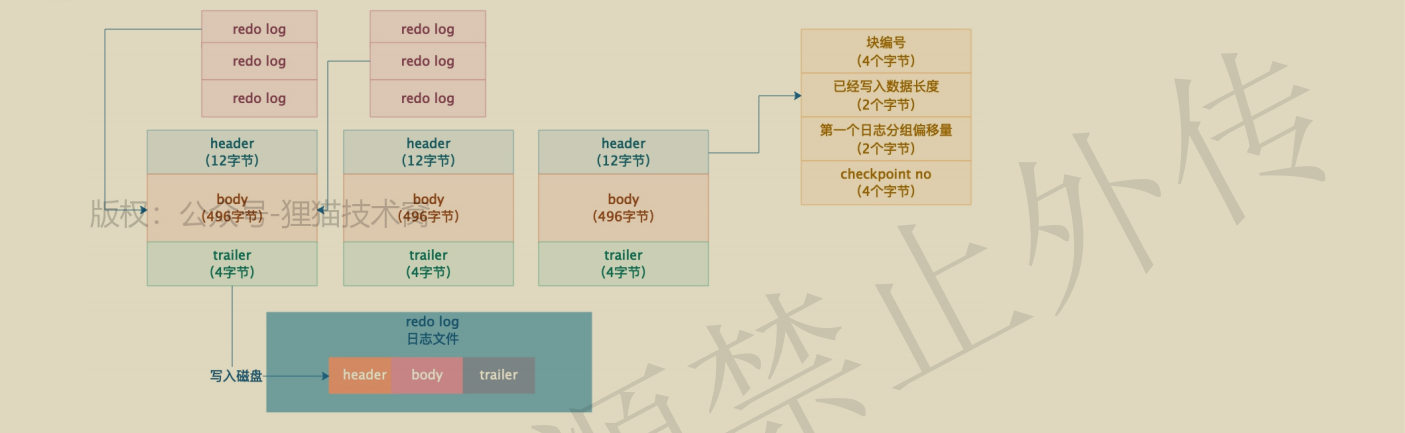 redo log
redo log
redo log
redo log
redo log
redo log
header
(12字节)
body
(496字节)
trailer
(4字节)
header
(12字节)
body
(496字节)
trailer
(4字节)
header
(12字节)
body
(496字节)
trailer
(4字节)
块编号
(4个字节)
已经写入数据长度
(2个字节)
第一个日志分组偏移量
(2个字节)
checkpoint no
(4个字节)
版权：公众号-狸猫技术窝
redo log
日志文件
写入磁盘
header
body
trailer
源禁止外传